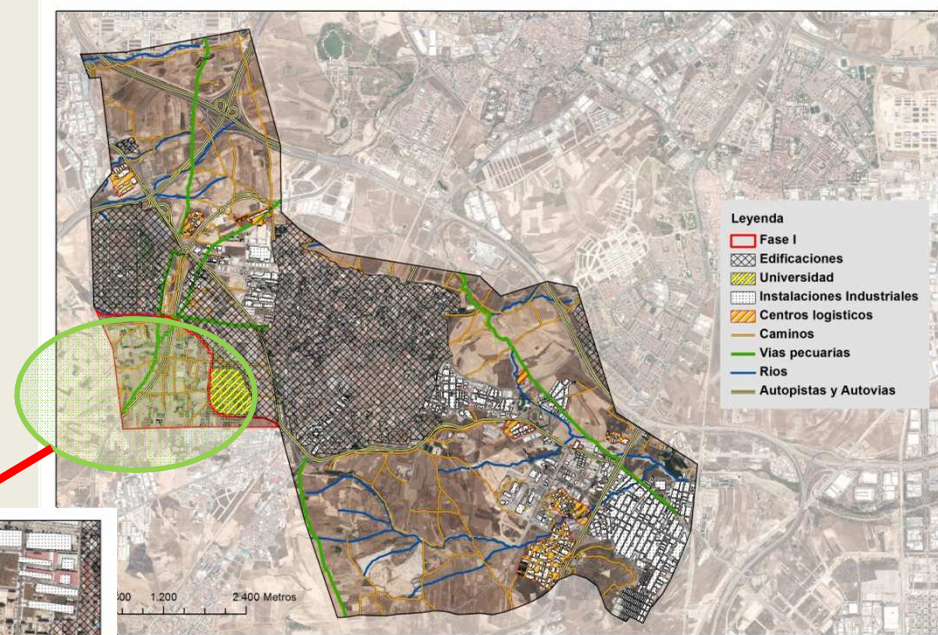 Leyenda
Fase I
Edificaciones
Universidad
Instalaciones Industriales
Centros logisticos
Caminos
Vias pecuarias
Rios
Autopistas y Autovias
1.200
2.400 Metros